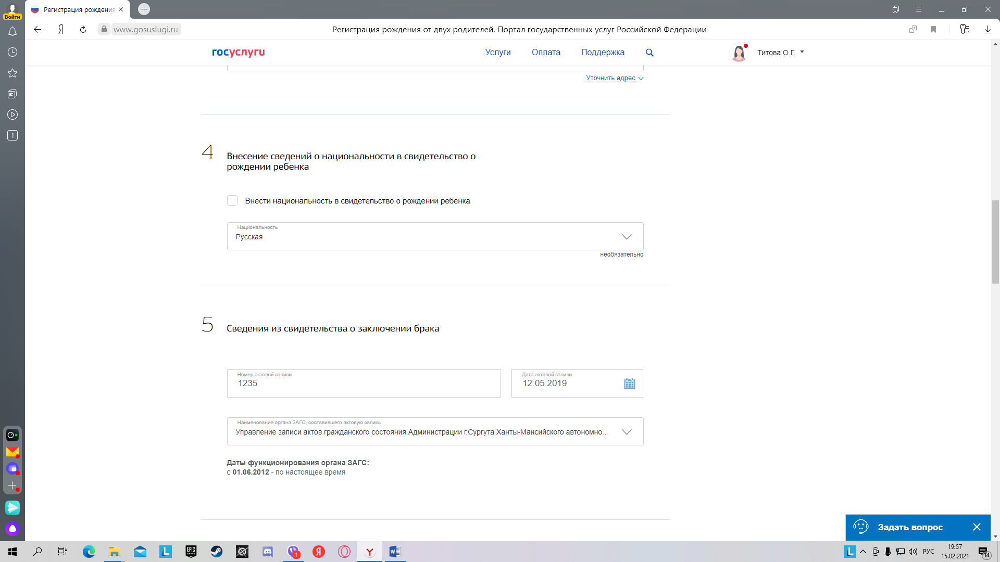 Войти
Регистрация рождения
www.gosuslugi.ru
Регистрация рождения от двух родителей. Портал государственных услуг Российской Федерации
госуслуги
Услуги
Оплата
Поддержка
Титова О.Г.
Уточнить адрес
1
4
Внесение сведений о национальности в свидетельство о
рождении ребенка
Внести национальность в свидетельство о рождении ребенка
Национальность
Русская
необязательно
5
Сведения из свидетельства о заключении брака
Номер актовой записи
1235
Дата актовой записи
12.05.2019
Наименование органа ЗАГС, составившего актовую запись
Управление записи актов гражданского состояния Администрации г.Сургута Ханты-Мансийского автономно...
Даты функционирования органа ЗАГС:
с 01.06.2012 - по настоящее время
Задать вопрос
L
EPIC
GAMES
1
Я
Y
W
L
РУС
19:57
15.02.2021
14